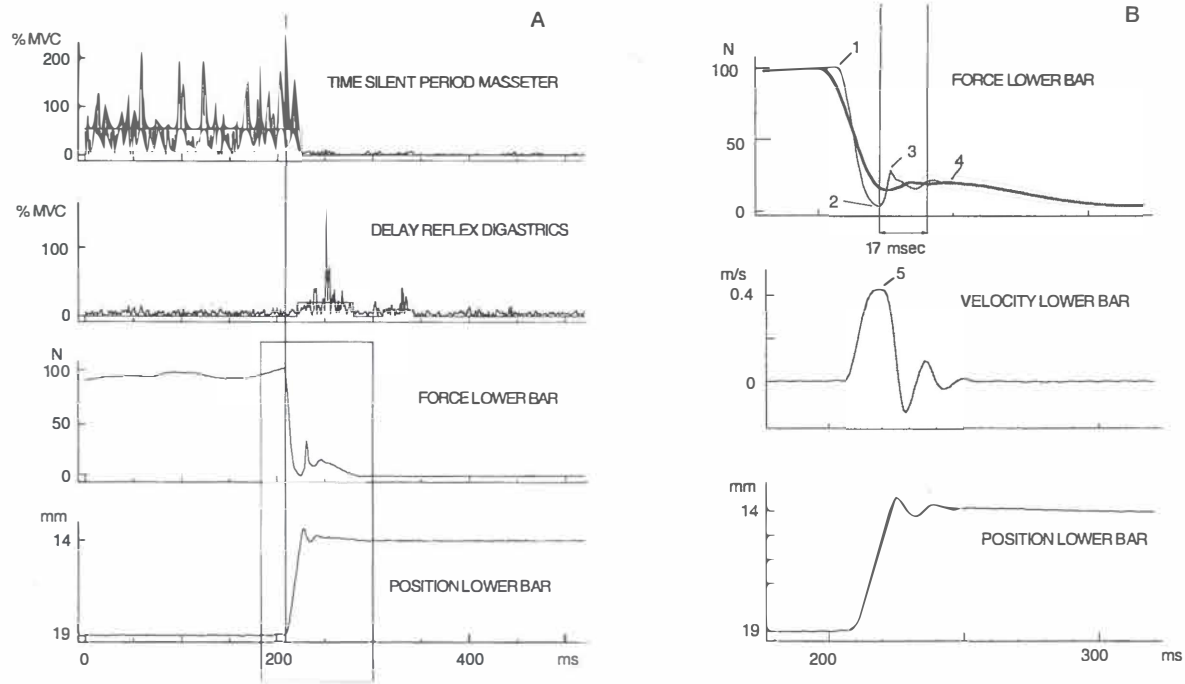 A
% MVC
200
100
0
TIME SILENT PERIOD MASSETER
% MVC
100
0
DELAY REFLEX DIGASTRICS
N
100
50
0
FORCE LOWER BAR
mm
14
19
POSITION LOWER BAR
0 200 400 ms
B
N
100
50
0
1
2
3
4
FORCE LOWER BAR
17 msec
m/s
0.4
0
5
VELOCITY LOWER BAR
mm
14
19
POSITION LOWER BAR
200 300 ms